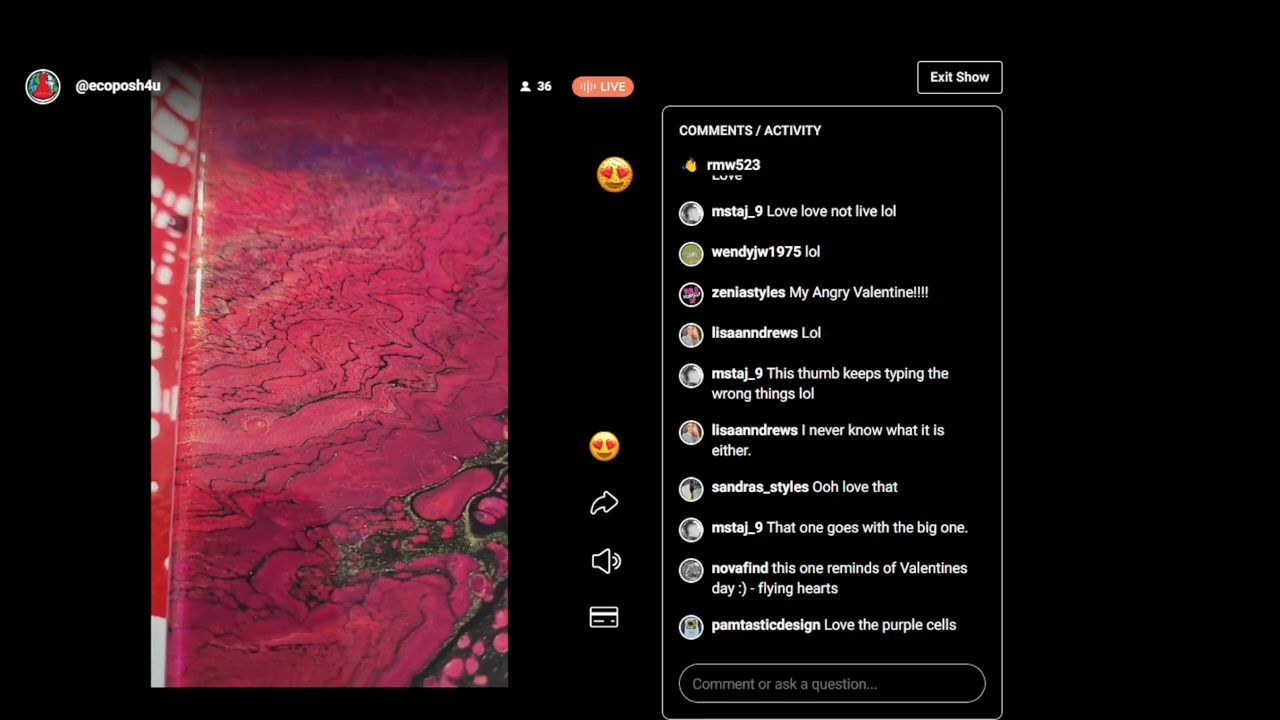 @ecoposh4u
36
LIVE
Exit Show
COMMENTS / ACTIVITY
rmw523
Love
mstaj_9 Love love not live lol
wendyjw1975 lol
zeniastyles My Angry Valentine!!!!
lisaanndrews Lol
mstaj_9 This thumb keeps typing the
wrong things lol
lisaanndrews I never know what it is
either.
sandras_styles Ooh love that
mstaj_9 That one goes with the big one.
novafind this one reminds of Valentines
day :) - flying hearts
pamtasticdesign Love the purple cells
Comment or ask a question...